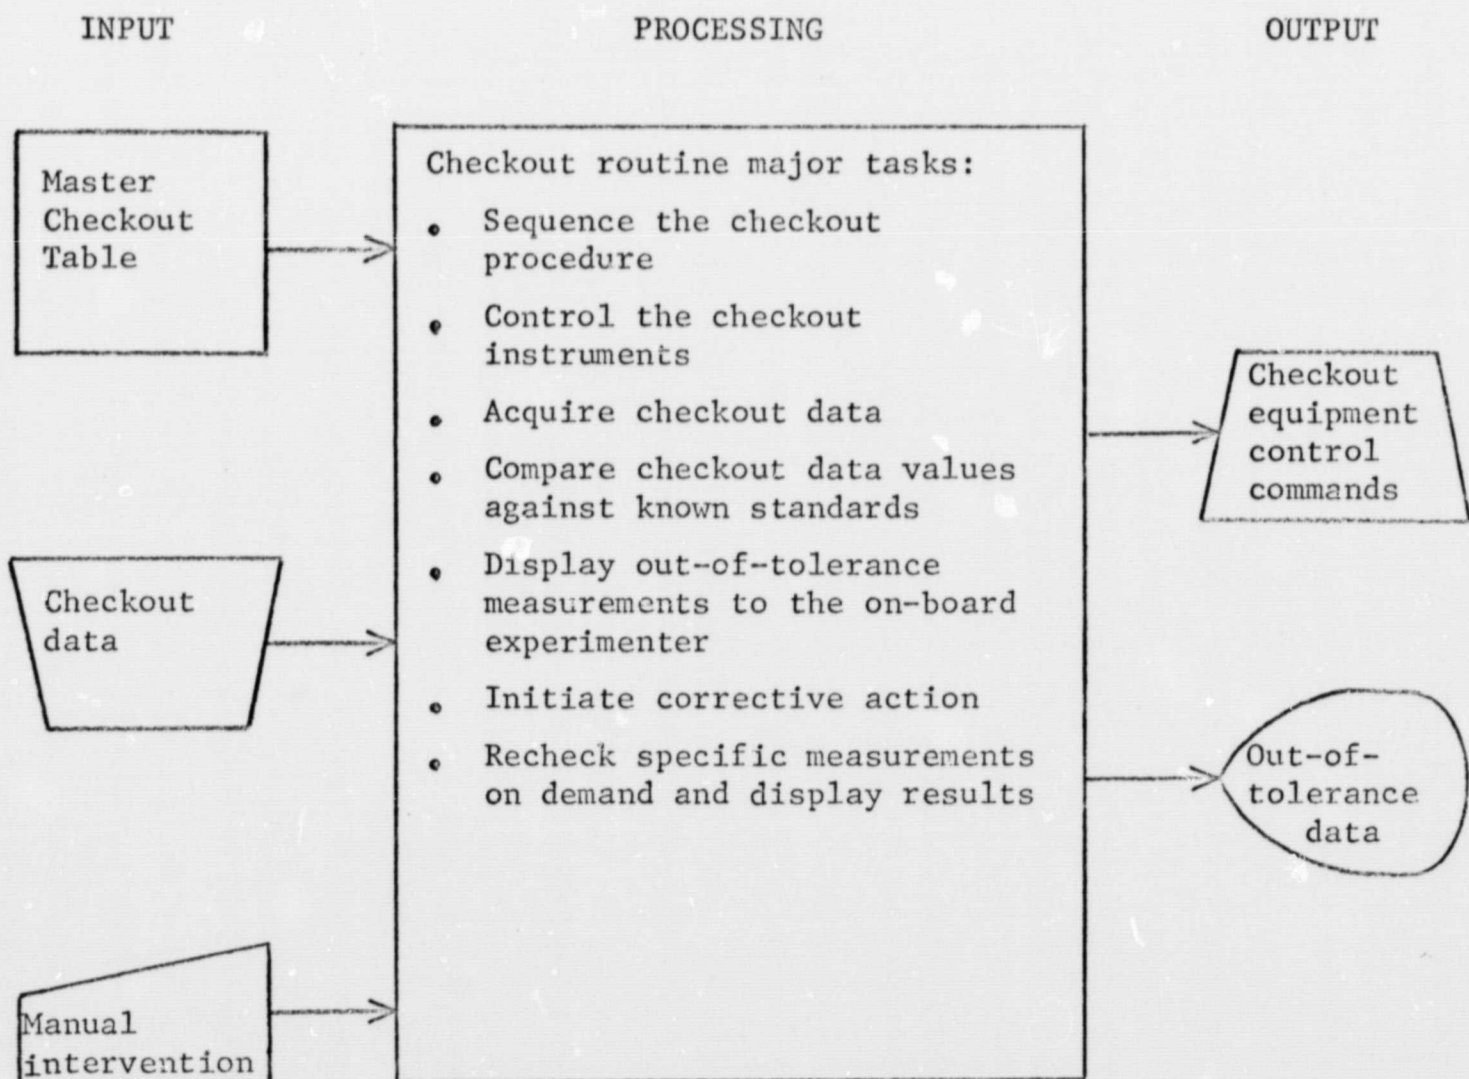 INPUT
PROCESSING
OUTPUT
Master
Checkout
Table
Checkout
data
Manual
intervention
Checkout routine major tasks:
• Sequence the checkout
procedure
• Control the checkout
instruments
• Acquire checkout data
• Compare checkout data values
against known standards
• Display out-of-tolerance
measurements to the on-board
experimenter
• Initiate corrective action
• Recheck specific measurements
on demand and display results
Checkout
equipment
control
commands
Out-of-
tolerance
data